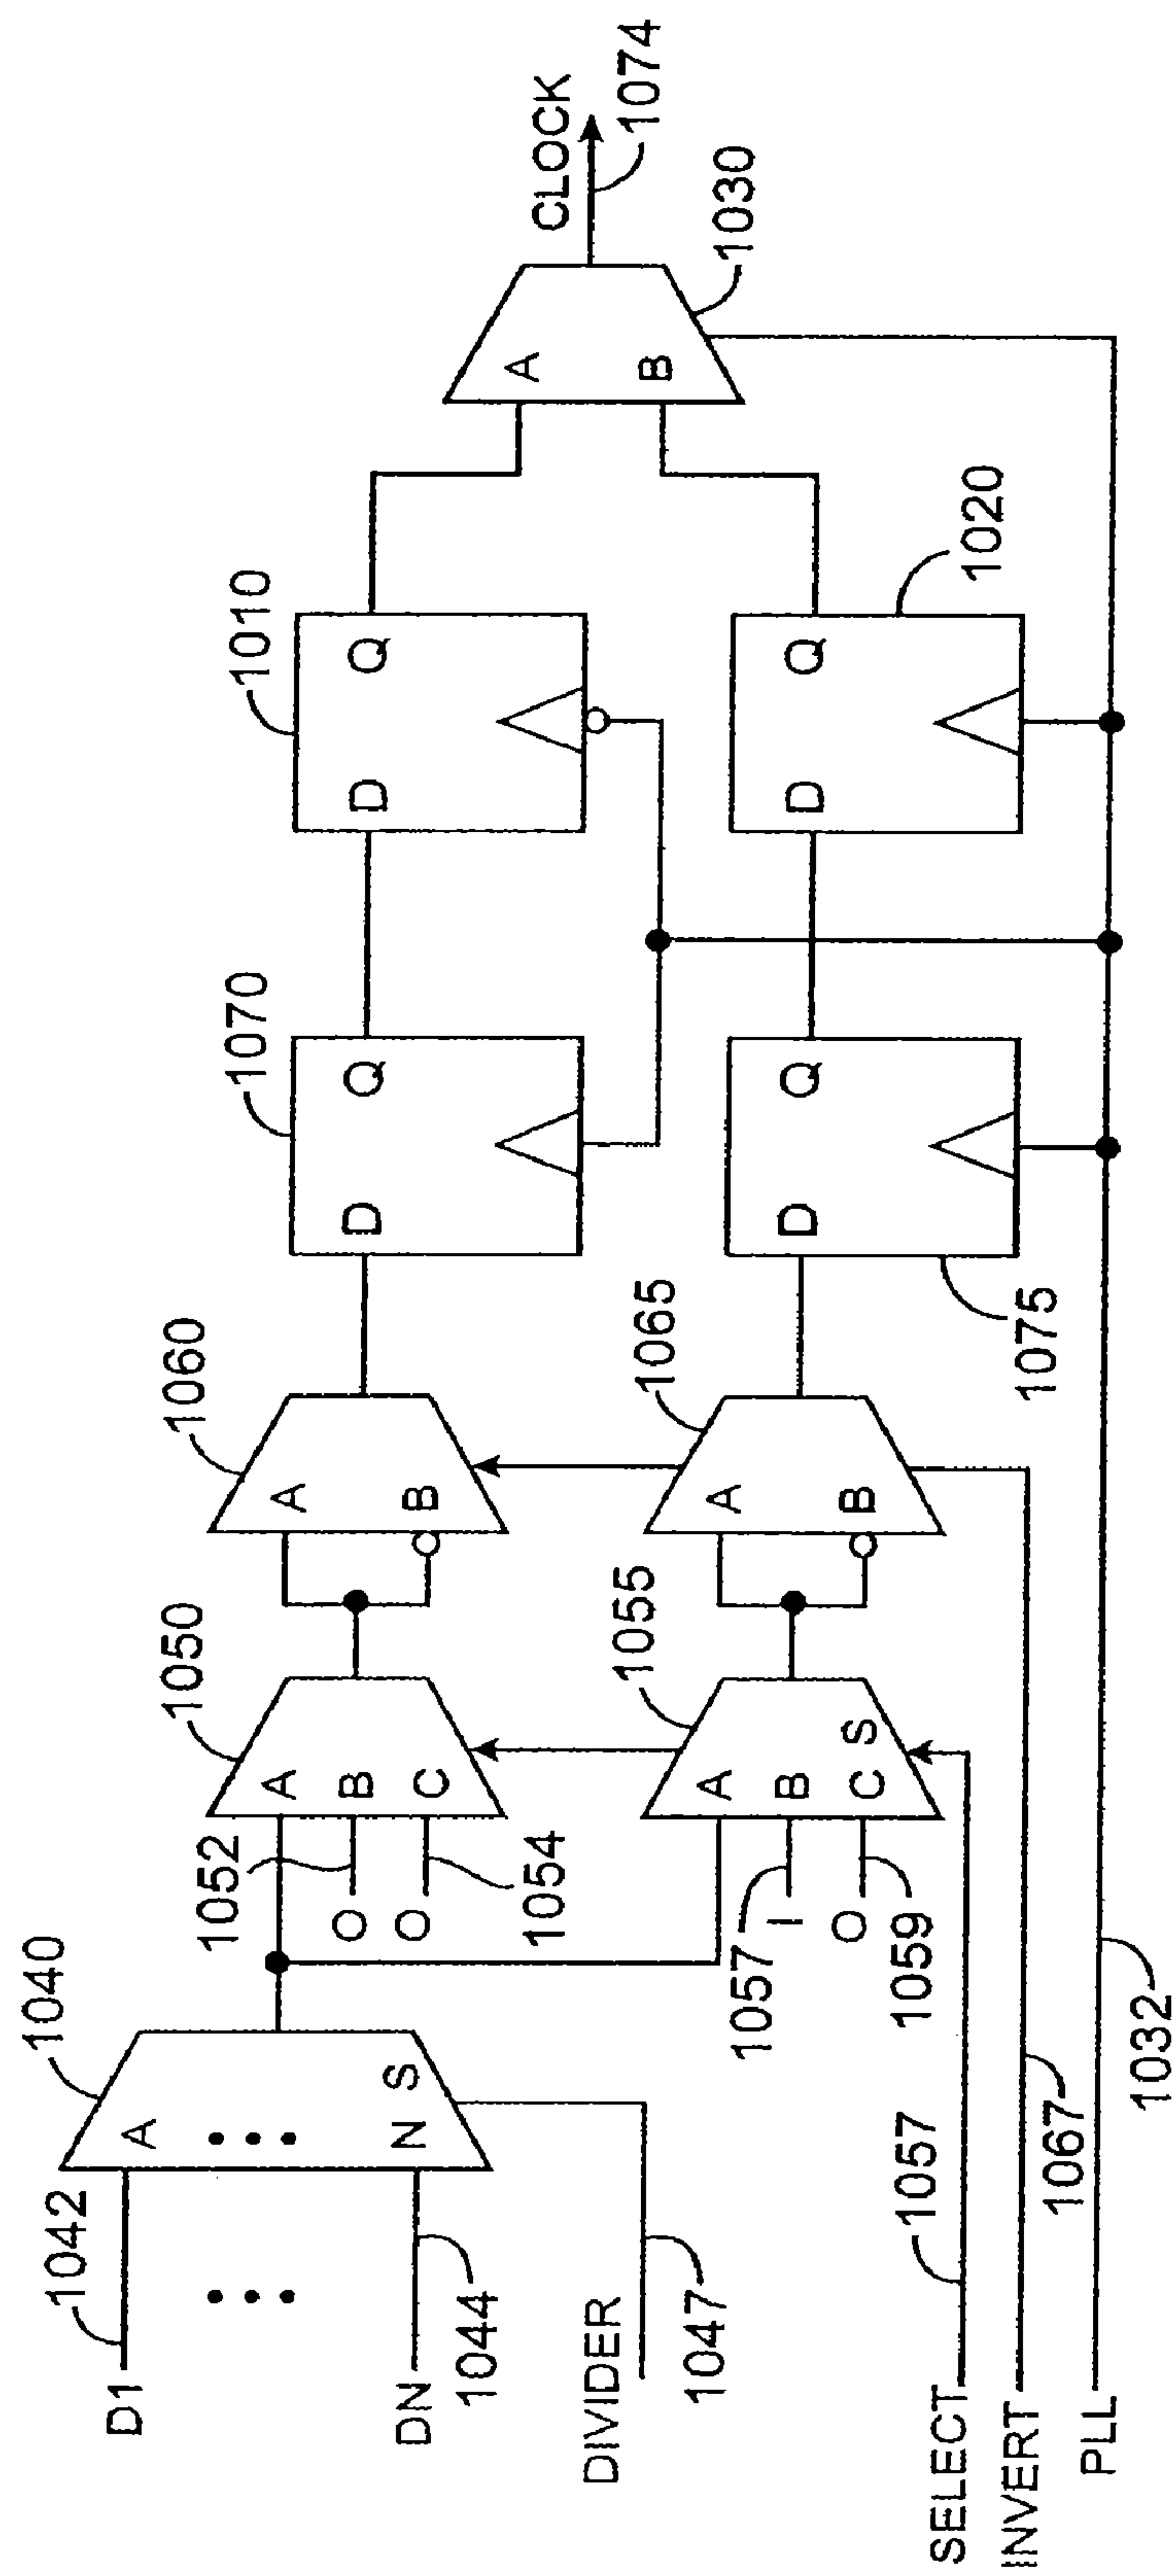 D1
1042
DN
1044
DIVIDER
1047
A
N S
1040
A
B
C
1050
1052
O
1054
O
A
B
C S
1055
1057
I
1059
O
A
B
1060
A
B
1065
D Q
1070
D Q
1075
D Q
1010
D Q
1020
A
B
1030
CLOCK
1074
SELECT
1057
INVERT
1067
PLL
1032